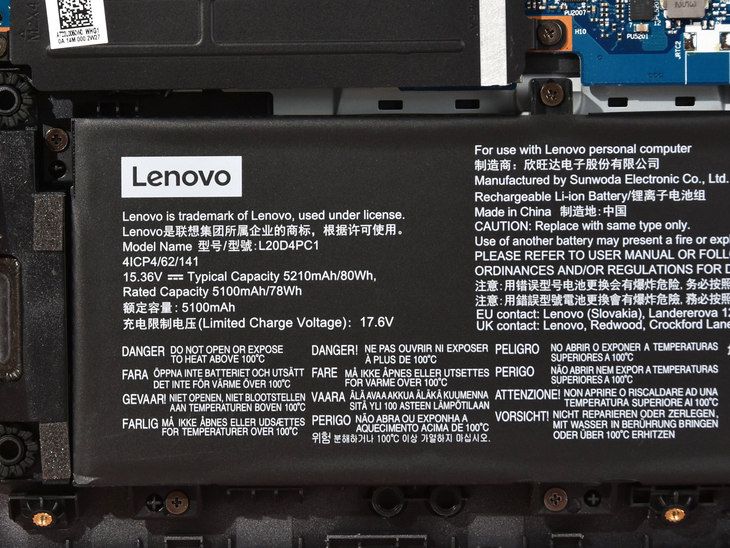 0A 14M 000 2W27
H10
PU2007
PU5201
JRTC2
Lenovo
Lenovo is trademark of Lenovo, used under license.
Lenovo是联想集团所属企业的商标，根据许可使用。
Model Name 型号/型號:L20D4PC1
4ICP4/62/141
15.36V ⎓ Typical Capacity 5210mAh/80Wh,
Rated Capacity 5100mAh/78Wh
额定容量: 5100mAh
充电限制电压(Limited Charge Voltage)： 17.6V
For use with Lenovo personal computer
制造商： 欣旺达电子股份有限公司
Manufactured by Sunwoda Electronic Co., Ltd.
Rechargeable Li-ion Battery/锂离子电池组
Made in China 制造地:中国
CAUTION: Replace with same type only.
Use of another battery may present a fire or expl
PLEASE REFER TO USER MANUAL OR FOLL
ORDINANCES AND/OR REGULATIONS FOR D
注意: 用错误型号电池更换会有爆炸危险, 务必按照
注意: 用錯誤型號電池更換會有爆炸危險, 務必按照
EU contact: Lenovo (Slovakia), Landererova 12
UK contact: Lenovo, Redwood, Crockford Lane
DANGER DO NOT OPEN OR EXPOSE TO HEAT ABOVE 100°C
FARA ÖPPNA INTE BATTERIET OCH UTSÄTT DET INTE FÖR VÄRME ÖVER 100°C
GEVAAR! NIET OPENEN, NIET BLOOTSTELLEN AAN TEMPERATUREN BOVEN 100°C
FARLIG MÅ IKKE ÅPNES ELLER UDSÆTTES FOR TEMPERATURER OVER 100°C
DANGER! NE PAS OUVRIR NI EXPOSER À PLUS DE 100°C
FARE MÅ IKKE ÅPNES ELLER UTSETTES FOR VARME OVER 100°C
VAARA ÄLÄ AVAA AKKUA ÄLÄKÄ KUUMENNA SITÄ YLI 100 ASTEEN LÄMPÖTILAAN
PERIGO NÃO ABRA OU EXPONHA A AQUECIMENTO ACIMA DE 100°C
위험 분해하거나 100°C 이상 가열하지 마십시오.
PELIGRO NO ABRIR O EXPONER A TEMPERATURAS SUPERIORES A 100°C
PERIGO NÃO ABRIR NEM EXPOR A TEMPERATURAS SUPERIORES A 100°C
ATTENZIONE! NON APRIRE O RISCALDARE AD UNA TEMPERATURA SUPERIORE AI 100°C
VORSICHT! NICHT REPARIEREN ODER ZERLEGEN, MIT WASSER IN BERÜHRUNG BRINGEN ODER ÜBER 100°C ERHITZEN